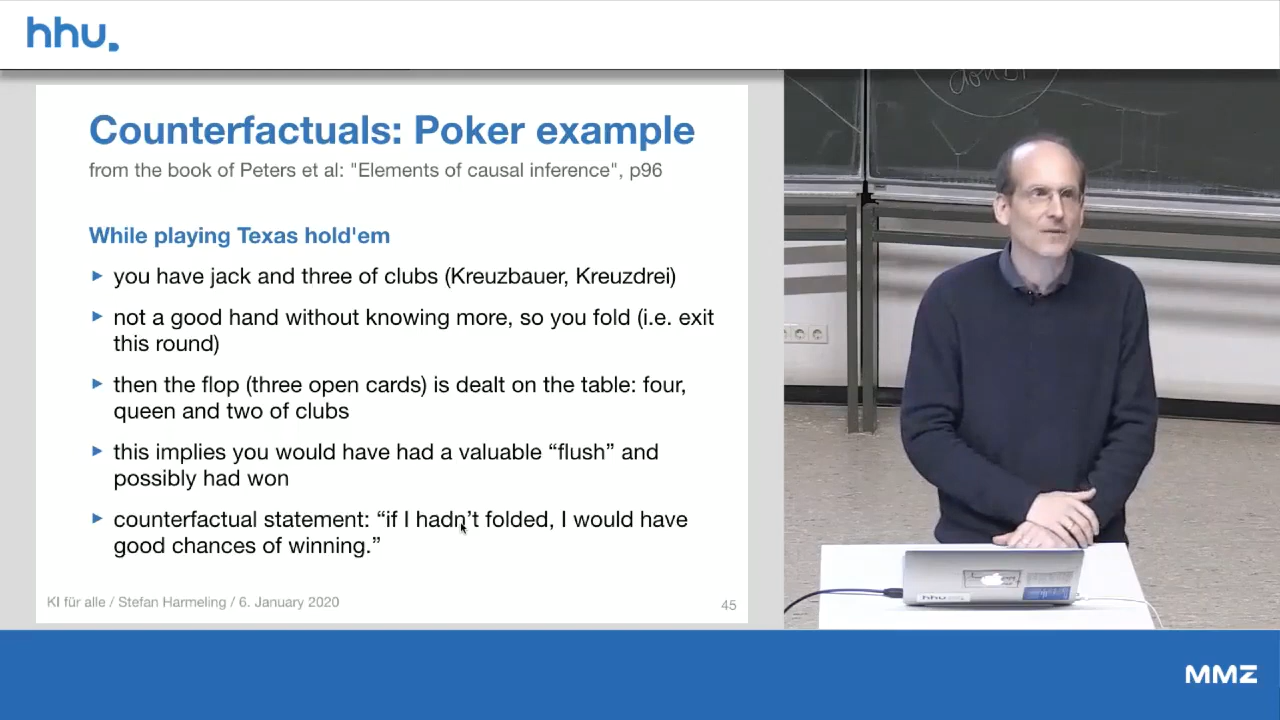 hhu.
Counterfactuals: Poker example
from the book of Peters et al: "Elements of causal inference", p96
While playing Texas hold'em
you have jack and three of clubs (Kreuzbauer, Kreuzdrei)
not a good hand without knowing more, so you fold (i.e. exit
this round)
then the flop (three open cards) is dealt on the table: four,
queen and two of clubs
this implies you would have had a valuable “flush” and
possibly had won
counterfactual statement: “if I hadn’t folded, I would have
good chances of winning.”
KI für alle / Stefan Harmeling / 6. January 2020
45
hhu
MMZ